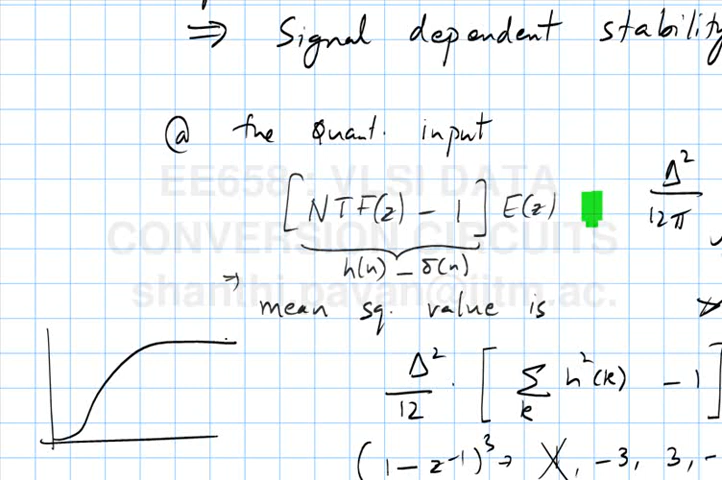 ⇒ Signal dependent stability
@ the Quant. input
[NTF(z) - 1] E(z)
Δ²/12π
h(n) - δ(n)
⇒ mean sq. value is
Δ²/12 · [Σ_k h²(k) - 1]
(1-z⁻¹)³ → X, -3, 3, -
EE658 : VLSI DATA
CONVERSION CIRCUITS
shanthi.pavan@iitm.ac.